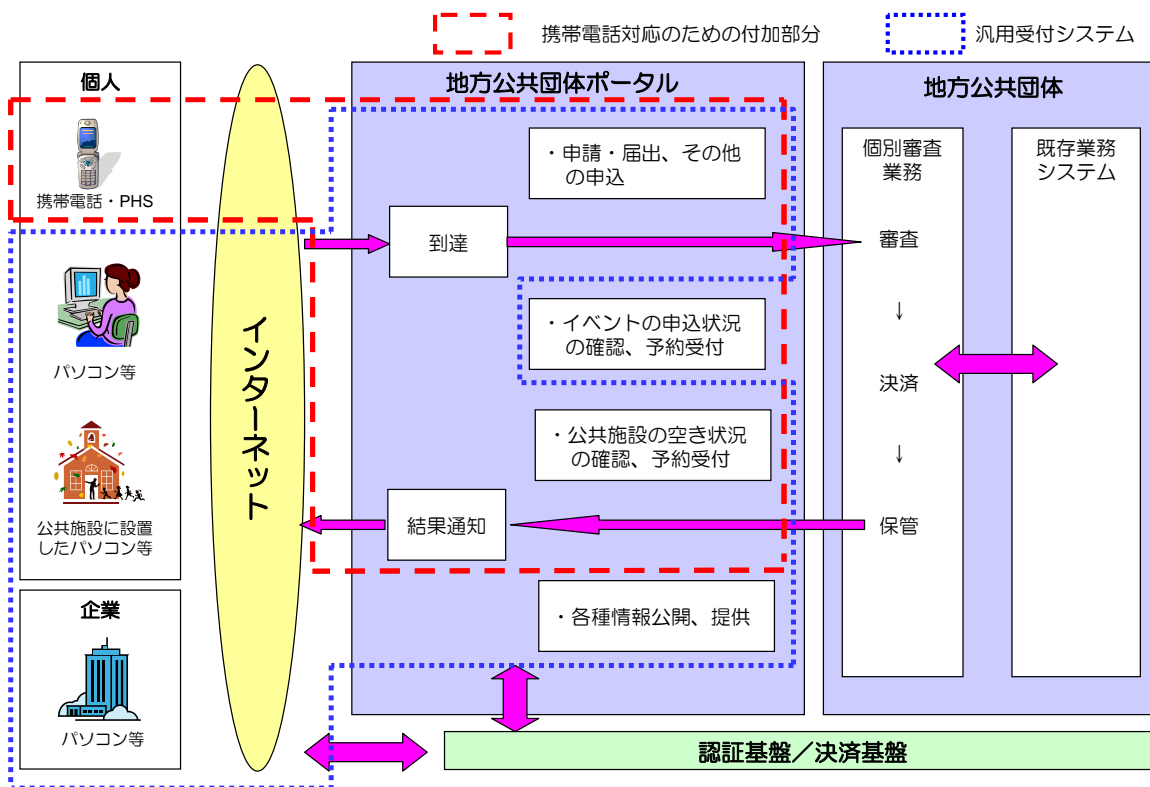 携帯電話対応のための付加部分
汎用受付システム
個人
携帯電話・PHS
パソコン等
公共施設に設置
したパソコン等
企業
パソコン等
インターネット
地方公共団体ポータル
・申請・届出、その他
の申込
到達
・イベントの申込状況
の確認、予約受付
・公共施設の空き状況
の確認、予約受付
結果通知
・各種情報公開、提供
地方公共団体
個別審査
業務
審査
↓
決済
↓
保管
既存業務
システム
認証基盤／決済基盤